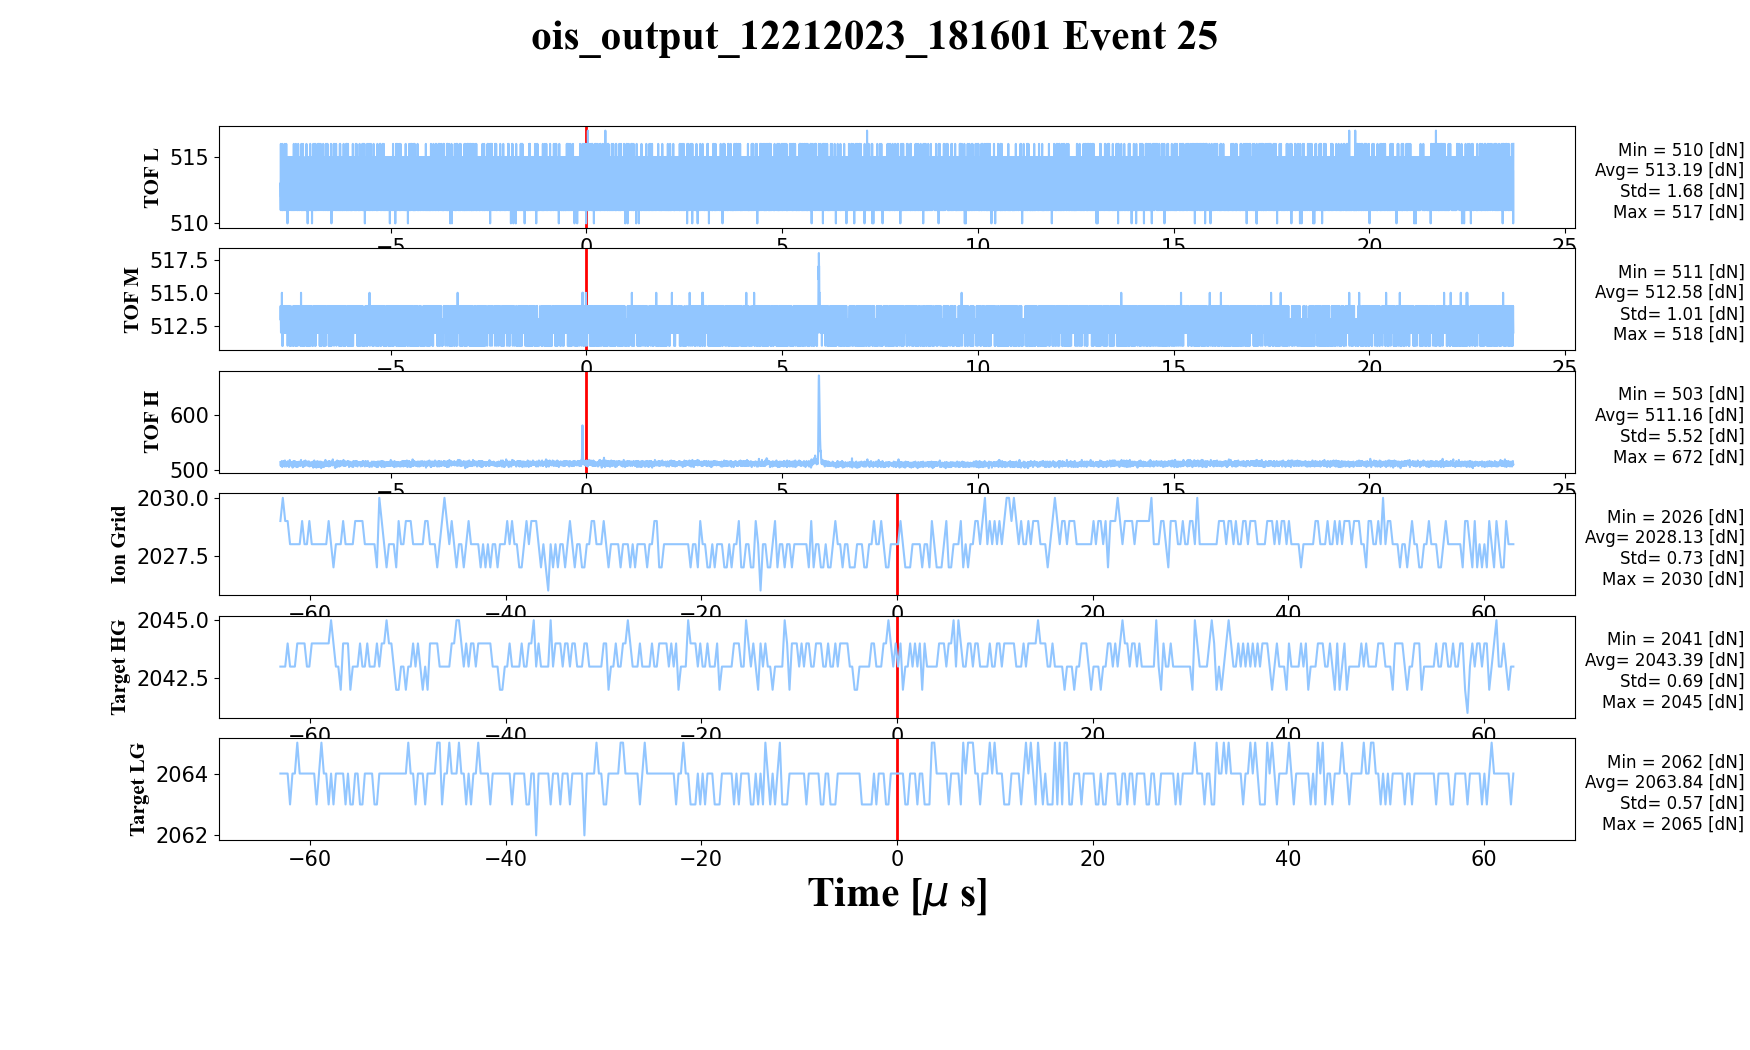 ois_output_12212023_181601 Event 25
TOF L
515
510
−5 0 5 10 15 20 25
Min = 510 [dN]
Avg= 513.19 [dN]
Std= 1.68 [dN]
Max = 517 [dN]
TOF M
517.5
515.0
512.5
−5 0 5 10 15 20 25
Min = 511 [dN]
Avg= 512.58 [dN]
Std= 1.01 [dN]
Max = 518 [dN]
TOF H
600
500
−5 0 5 10 15 20 25
Min = 503 [dN]
Avg= 511.16 [dN]
Std= 5.52 [dN]
Max = 672 [dN]
Ion Grid
2030.0
2027.5
−60 −40 −20 0 20 40 60
Min = 2026 [dN]
Avg= 2028.13 [dN]
Std= 0.73 [dN]
Max = 2030 [dN]
Target HG
2045.0
2042.5
−60 −40 −20 0 20 40 60
Min = 2041 [dN]
Avg= 2043.39 [dN]
Std= 0.69 [dN]
Max = 2045 [dN]
Target LG
2064
2062
−60 −40 −20 0 20 40 60
Min = 2062 [dN]
Avg= 2063.84 [dN]
Std= 0.57 [dN]
Max = 2065 [dN]
Time [μ s]